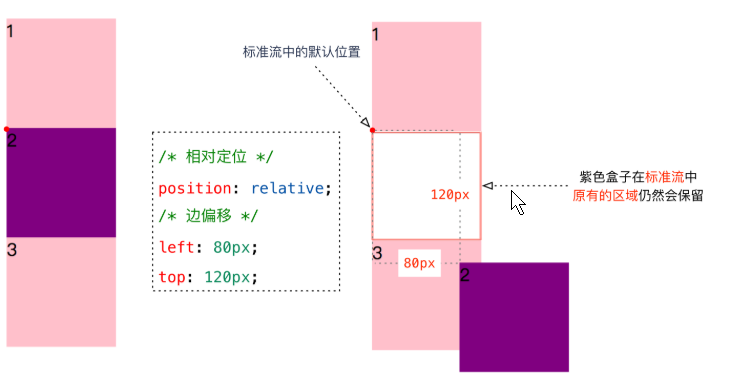 1
2
3
/* 相对定位 */
position: relative;
/* 边偏移 */
left: 80px;
top: 120px;
标准流中的默认位置
1
120px
3
80px
2
紫色盒子在标准流中
原有的区域仍然会保留